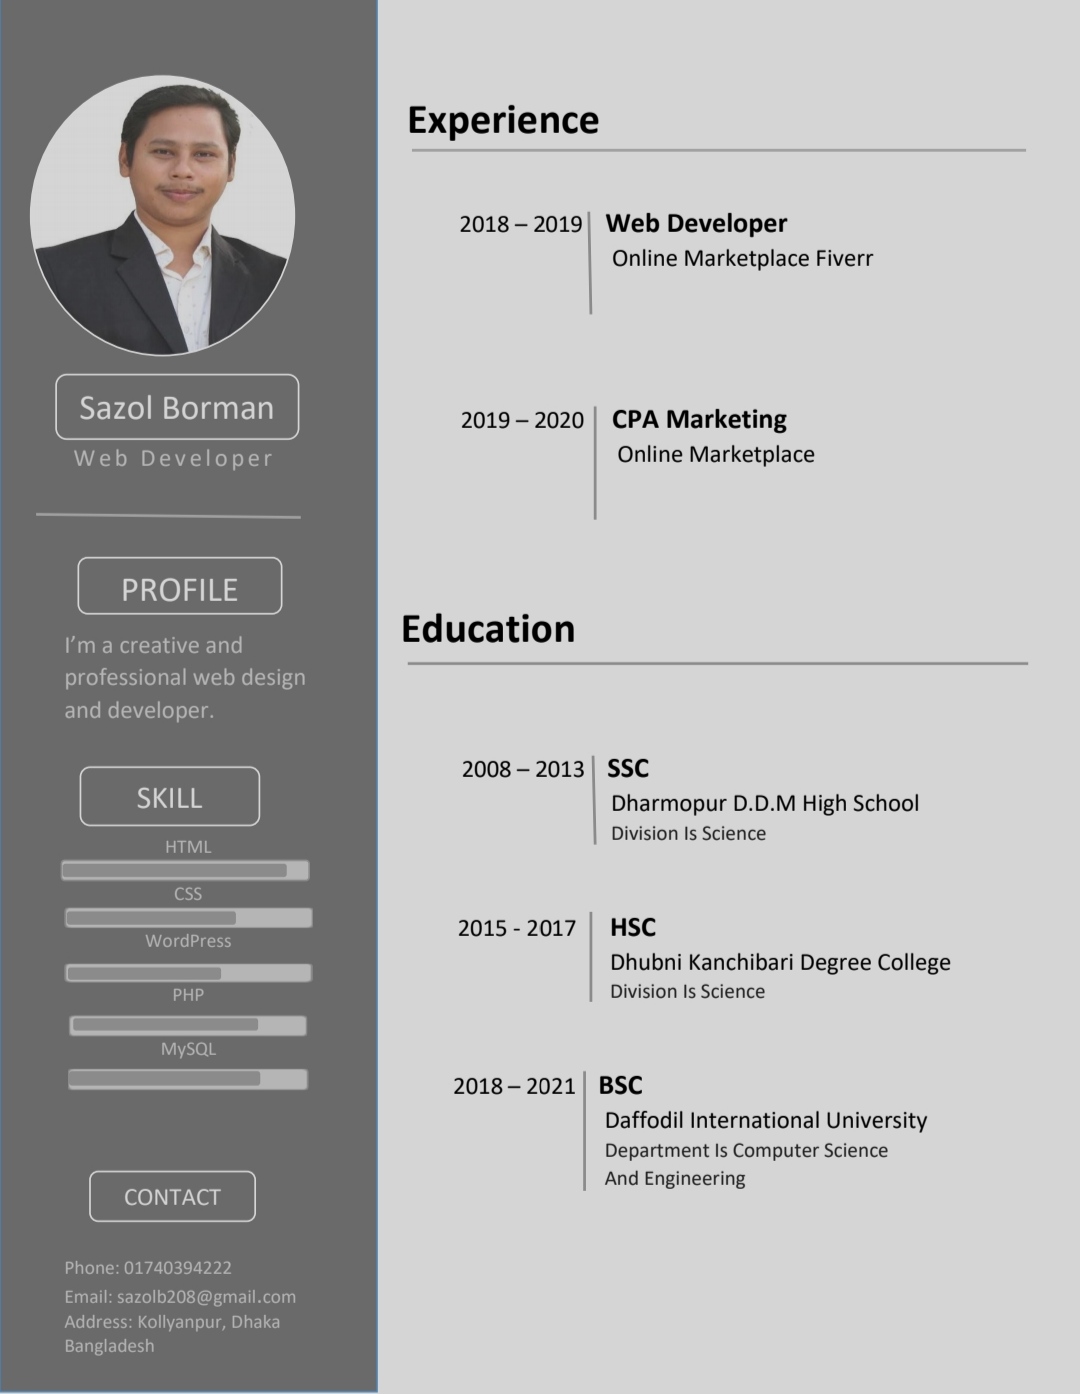 Sazol Borman
Web Developer
PROFILE
I’m a creative and
professional web design
and developer.
SKILL
HTML
CSS
WordPress
PHP
MySQL
CONTACT
Phone: 01740394222
Email: sazolb208@gmail.com
Address: Kollyanpur, Dhaka
Bangladesh
Experience
2018 – 2019 Web Developer
Online Marketplace Fiverr
2019 – 2020 CPA Marketing
Online Marketplace
Education
2008 – 2013 SSC
Dharmopur D.D.M High School
Division Is Science
2015 - 2017 HSC
Dhubni Kanchibari Degree College
Division Is Science
2018 – 2021 BSC
Daffodil International University
Department Is Computer Science
And Engineering